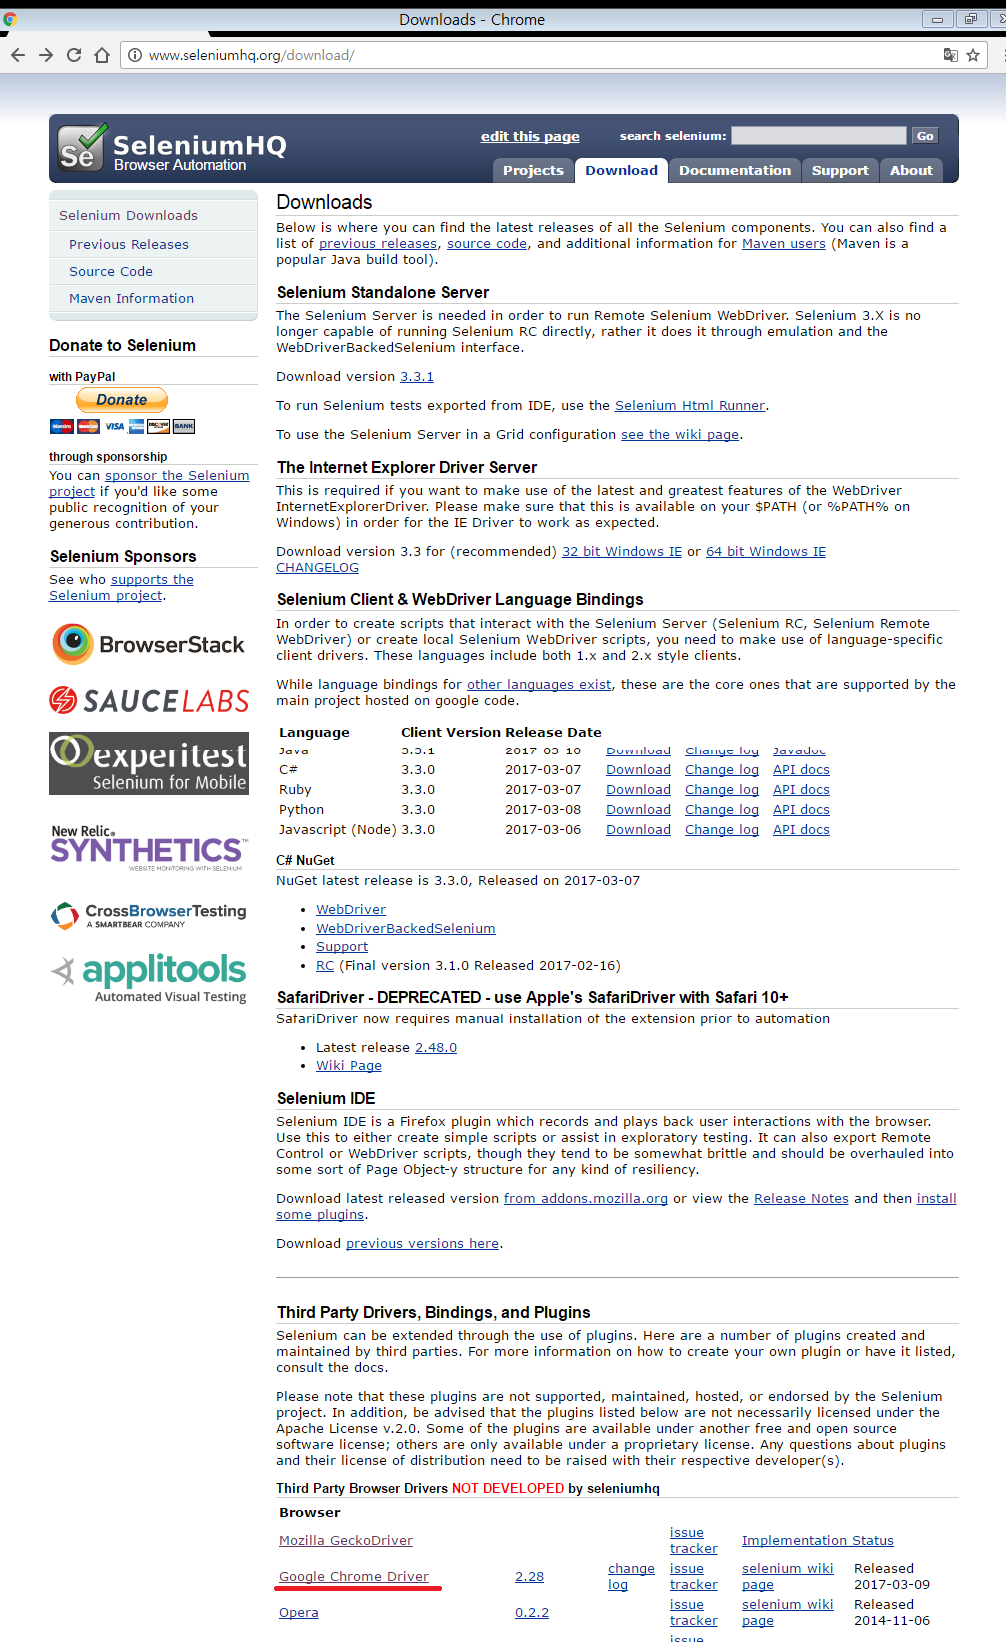 Downloads - Chrome
www.seleniumhq.org/download/
Se SeleniumHQ
Browser Automation
edit this page
search selenium:
Go
Projects Download Documentation Support About
Selenium Downloads
Previous Releases
Source Code
Maven Information
Donate to Selenium
with PayPal
Donate
Maestro MasterCard VISA DISCOVER BANK
through sponsorship
You can sponsor the Selenium
project if you'd like some
public recognition of your
generous contribution.
Selenium Sponsors
See who supports the
Selenium project.
BrowserStack
SAUCELABS
experitest
Selenium for Mobile
New Relic®
SYNTHETICS™
WEBSITE MONITORING WITH SELENIUM
CrossBrowserTesting
A SMARTBEAR COMPANY
applitools
Automated Visual Testing
Downloads
Below is where you can find the latest releases of all the Selenium components. You can also find a
list of previous releases, source code, and additional information for Maven users (Maven is a
popular Java build tool).
Selenium Standalone Server
The Selenium Server is needed in order to run Remote Selenium WebDriver. Selenium 3.X is no
longer capable of running Selenium RC directly, rather it does it through emulation and the
WebDriverBackedSelenium interface.
Download version 3.3.1
To run Selenium tests exported from IDE, use the Selenium Html Runner.
To use the Selenium Server in a Grid configuration see the wiki page.
The Internet Explorer Driver Server
This is required if you want to make use of the latest and greatest features of the WebDriver
InternetExplorerDriver. Please make sure that this is available on your $PATH (or %PATH% on
Windows) in order for the IE Driver to work as expected.
Download version 3.3 for (recommended) 32 bit Windows IE or 64 bit Windows IE
CHANGELOG
Selenium Client & WebDriver Language Bindings
In order to create scripts that interact with the Selenium Server (Selenium RC, Selenium Remote
WebDriver) or create local Selenium WebDriver scripts, you need to make use of language-specific
client drivers. These languages include both 1.x and 2.x style clients.
While language bindings for other languages exist, these are the core ones that are supported by the
main project hosted on google code.
Language Client Version Release Date
Java 3.3.1 2017-03-10 Download Change log Javadoc
C# 3.3.0 2017-03-07 Download Change log API docs
Ruby 3.3.0 2017-03-07 Download Change log API docs
Python 3.3.0 2017-03-08 Download Change log API docs
Javascript (Node) 3.3.0 2017-03-06 Download Change log API docs
C# NuGet
NuGet latest release is 3.3.0, Released on 2017-03-07
• WebDriver
• WebDriverBackedSelenium
• Support
• RC (Final version 3.1.0 Released 2017-02-16)
SafariDriver - DEPRECATED - use Apple's SafariDriver with Safari 10+
SafariDriver now requires manual installation of the extension prior to automation
• Latest release 2.48.0
• Wiki Page
Selenium IDE
Selenium IDE is a Firefox plugin which records and plays back user interactions with the browser.
Use this to either create simple scripts or assist in exploratory testing. It can also export Remote
Control or WebDriver scripts, though they tend to be somewhat brittle and should be overhauled into
some sort of Page Object-y structure for any kind of resiliency.
Download latest released version from addons.mozilla.org or view the Release Notes and then install
some plugins.
Download previous versions here.
Third Party Drivers, Bindings, and Plugins
Selenium can be extended through the use of plugins. Here are a number of plugins created and
maintained by third parties. For more information on how to create your own plugin or have it listed,
consult the docs.
Please note that these plugins are not supported, maintained, hosted, or endorsed by the Selenium
project. In addition, be advised that the plugins listed below are not necessarily licensed under the
Apache License v.2.0. Some of the plugins are available under another free and open source
software license; others are only available under a proprietary license. Any questions about plugins
and their license of distribution need to be raised with their respective developer(s).
Third Party Browser Drivers NOT DEVELOPED by seleniumhq
Browser
Mozilla GeckoDriver issue tracker Implementation Status
Google Chrome Driver 2.28 change log issue tracker selenium wiki page Released 2017-03-09
Opera 0.2.2 issue tracker selenium wiki page Released 2014-11-06
issue